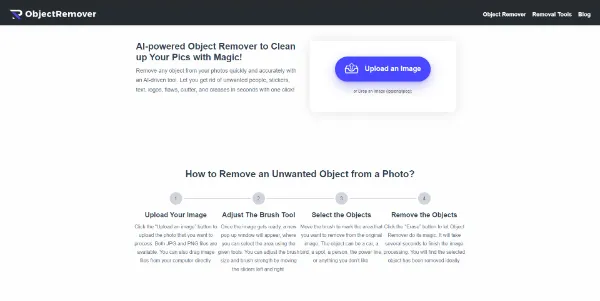 ObjectRemover
Object Remover Removal Tools Blog
AI-powered Object Remover to Clean
up Your Pics with Magic!
Remove any object from your photos quickly and accurately with
an AI-driven tool. Let you get rid of unwanted people, stickers,
text, logos, flaws, clutter, and creases in seconds with one click!
Upload an Image
or Drop an Image
How to Remove an Unwanted Object from a Photo?
1
2
3
4
Upload Your Image
Click the "Upload an image" button to
upload the photo that you want to
process. Both JPG and PNG files are
available. You can also drag image
files from your computer directly.
Adjust The Brush Tool
Once the image gets ready, a new
pop up window will appear, where
you can select the area using the
given tools. You can adjust the brush
size and brush strength by moving
the sliders left and right
Select the Objects
Move the brush to mark the area that
you want to remove from the original
image. The object can be a car, a
bird, a spot, a person, the power line,
or anything you don't like
Remove the Objects
Click the "Erase" button to let Object
Remover do its magic. It will take
several seconds to finish the
processing. You will find the selected
object has been removed ideally.